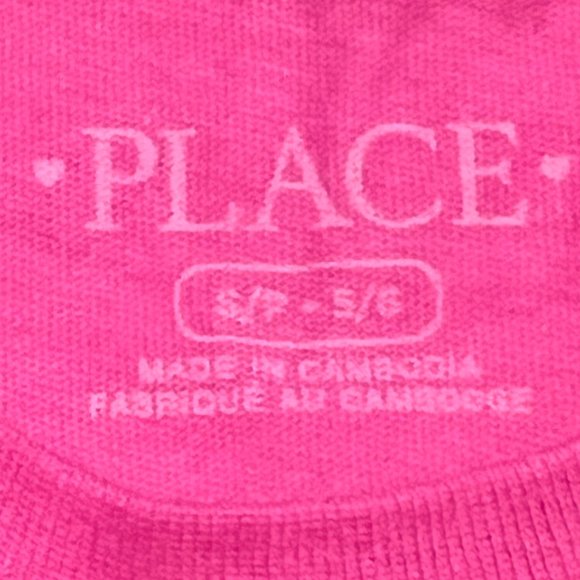 PLACE
S/P - 5/6
MADE IN CAMBODIA
FABRIQUÉ AU CAMBODGE